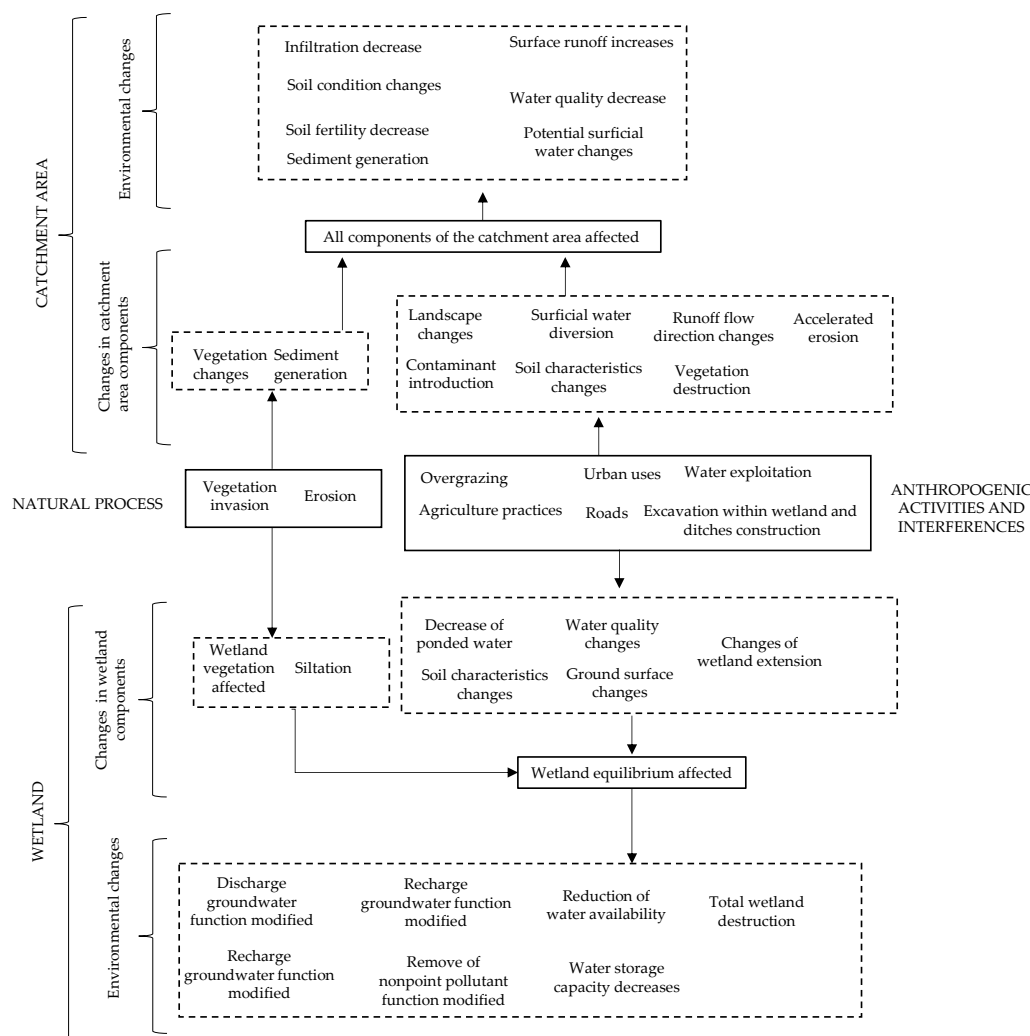 CATCHMENT AREA
Environmental changes
Infiltration decrease
Surface runoff increases
Soil condition changes
Water quality decrease
Soil fertility decrease
Potential surficial
water changes
Sediment generation
All components of the catchment area affected
Changes in catchment
area components
Vegetation
changes
Sediment
generation
Landscape
changes
Surficial water
diversion
Runoff flow
direction changes
Accelerated
erosion
Contaminant
introduction
Soil characteristics
changes
Vegetation
destruction
NATURAL PROCESS
Vegetation
invasion
Erosion
Overgrazing
Urban uses
Water exploitation
Agriculture practices
Roads
Excavation within wetland and
ditches construction
ANTHROPOGENIC
ACTIVITIES AND
INTERFERENCES
WETLAND
Changes in wetland
components
Wetland
vegetation
affected
Siltation
Decrease of
ponded water
Water quality
changes
Changes of
wetland extension
Soil characteristics
changes
Ground surface
changes
Wetland equilibrium affected
Environmental changes
Discharge
groundwater
function modified
Recharge
groundwater function
modified
Reduction of
water availability
Total wetland
destruction
Recharge
groundwater function
modified
Remove of
nonpoint pollutant
function modified
Water storage
capacity decreases